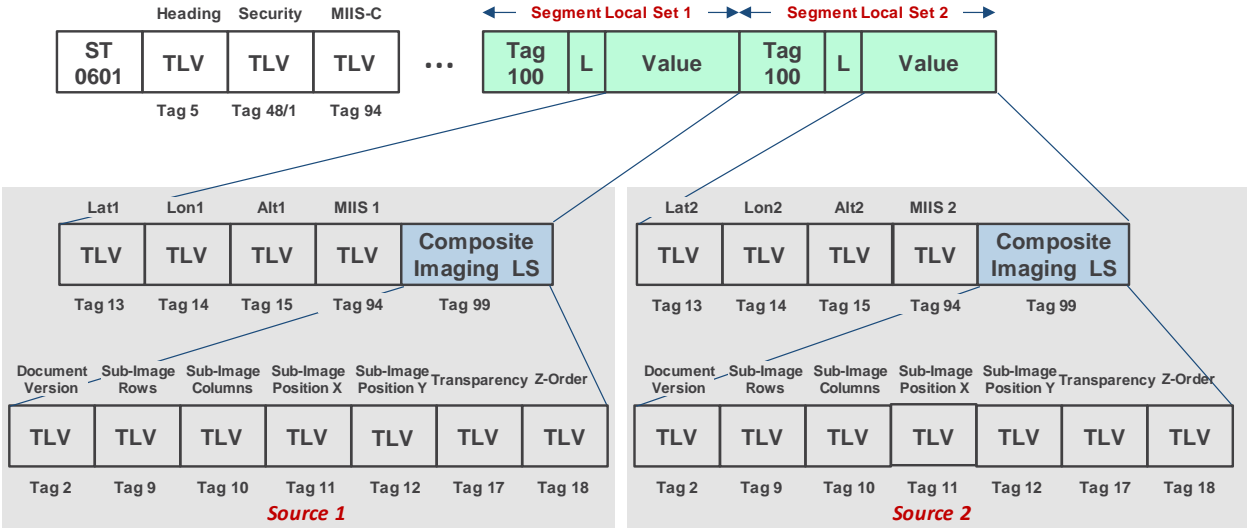 Heading Security MIIS-C Segment Local Set 1 Segment Local Set 2
ST 0601 TLV TLV TLV ... Tag 100 L Value Tag 100 L Value
Tag 5 Tag 48/1 Tag 94
Lat1 Lon1 Alt1 MIIS 1
TLV TLV TLV TLV Composite Imaging LS
Tag 13 Tag 14 Tag 15 Tag 94 Tag 99
Document Version Sub-Image Rows Sub-Image Columns Sub-Image Position X Sub-Image Position Y Transparency Z-Order
TLV TLV TLV TLV TLV TLV TLV
Tag 2 Tag 9 Tag 10 Tag 11 Tag 12 Tag 17 Tag 18
Source 1
Lat2 Lon2 Alt2 MIIS 2
TLV TLV TLV TLV Composite Imaging LS
Tag 13 Tag 14 Tag 15 Tag 94 Tag 99
Document Version Sub-Image Rows Sub-Image Columns Sub-Image Position X Sub-Image Position Y Transparency Z-Order
TLV TLV TLV TLV TLV TLV TLV
Tag 2 Tag 9 Tag 10 Tag 11 Tag 12 Tag 17 Tag 18
Source 2